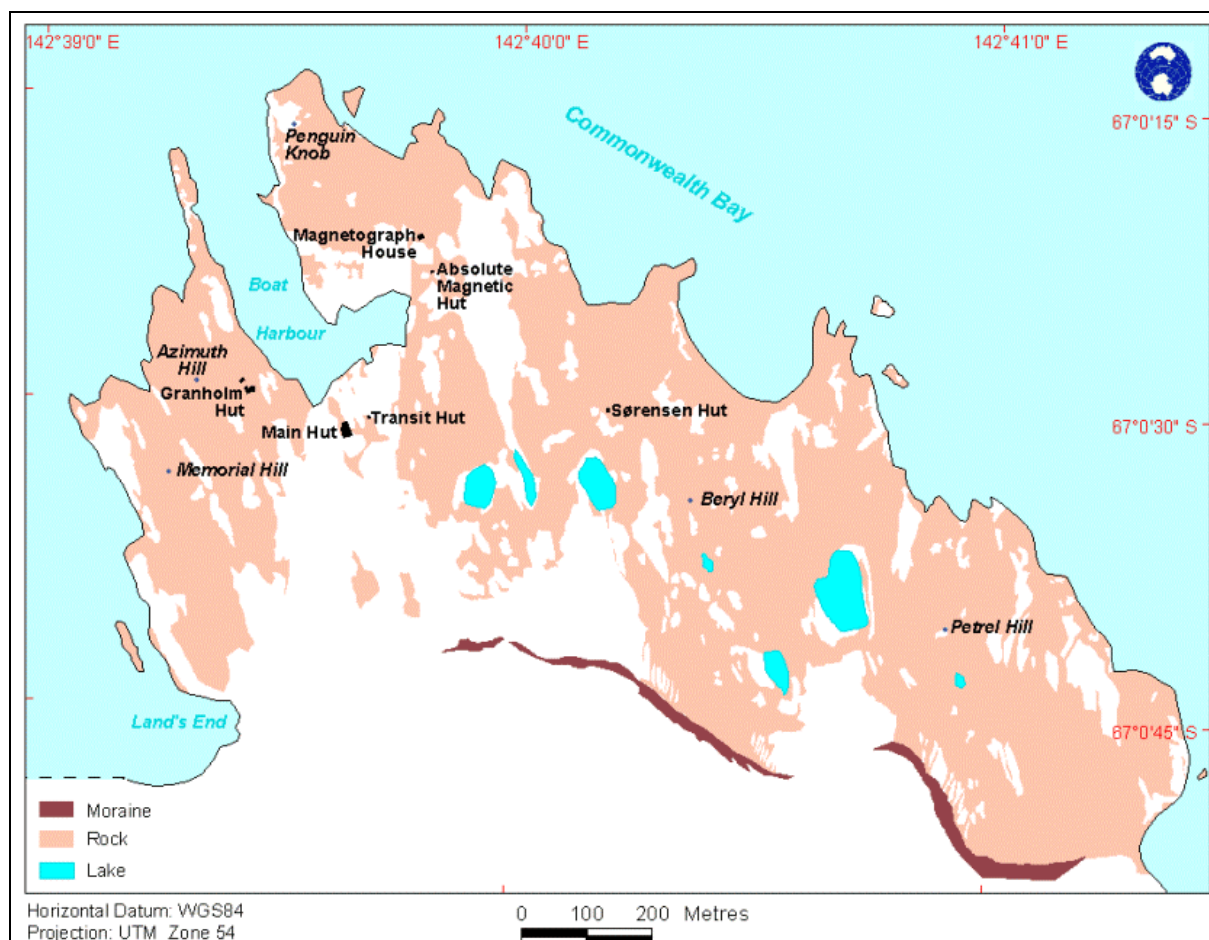 142°39'0" E
142°40'0" E
142°41'0" E
67°0'15" S
Commonwealth Bay
Penguin
Knob
Magnetograph
House
Absolute
Magnetic
Hut
Boat
Harbour
Azimuth
Hill
Granholm
Hut
Transit Hut
Main Hut
Sørensen Hut
67°0'30" S
Memorial Hill
Beryl Hill
Petrel Hill
Land's End
67°0'45" S
Moraine
Rock
Lake
Horizontal Datum: WGS84
Projection: UTM Zone 54
0 100 200 Metres